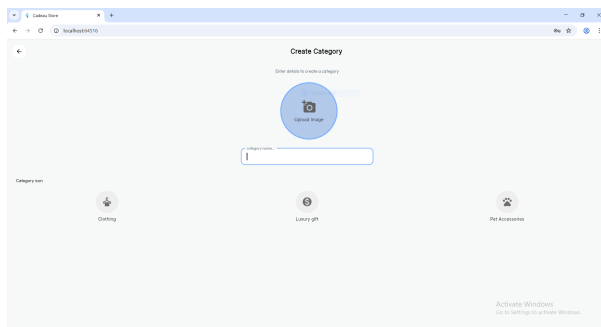 Cadeau Store
localhost:64516
Create Category
Enter details to create a category
Upload Image
category name...
Category icon
Clothing
Luxury gift
Pet Accessories
Activate Windows
Go to Settings to activate Windows.